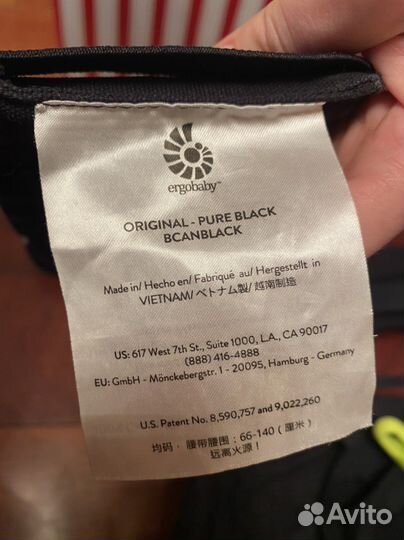 ergobaby™
ORIGINAL - PURE BLACK
BCANBLACK
Made in/ Hecho en/ Fabriqué au/ Hergestellt in
VIETNAM/ ベトナム製/ 越南制造
US: 617 West 7th St., Suite 1000, L.A., CA 90017
(888) 416-4888
EU: GmbH - Mönckebergstr. 1 - 20095, Hamburg - Germany
U.S. Patent No. 8,590,757 and 9,022,260
均码 · 腰带腰围：66-140 ( 厘米 )
远离火源！
Avito